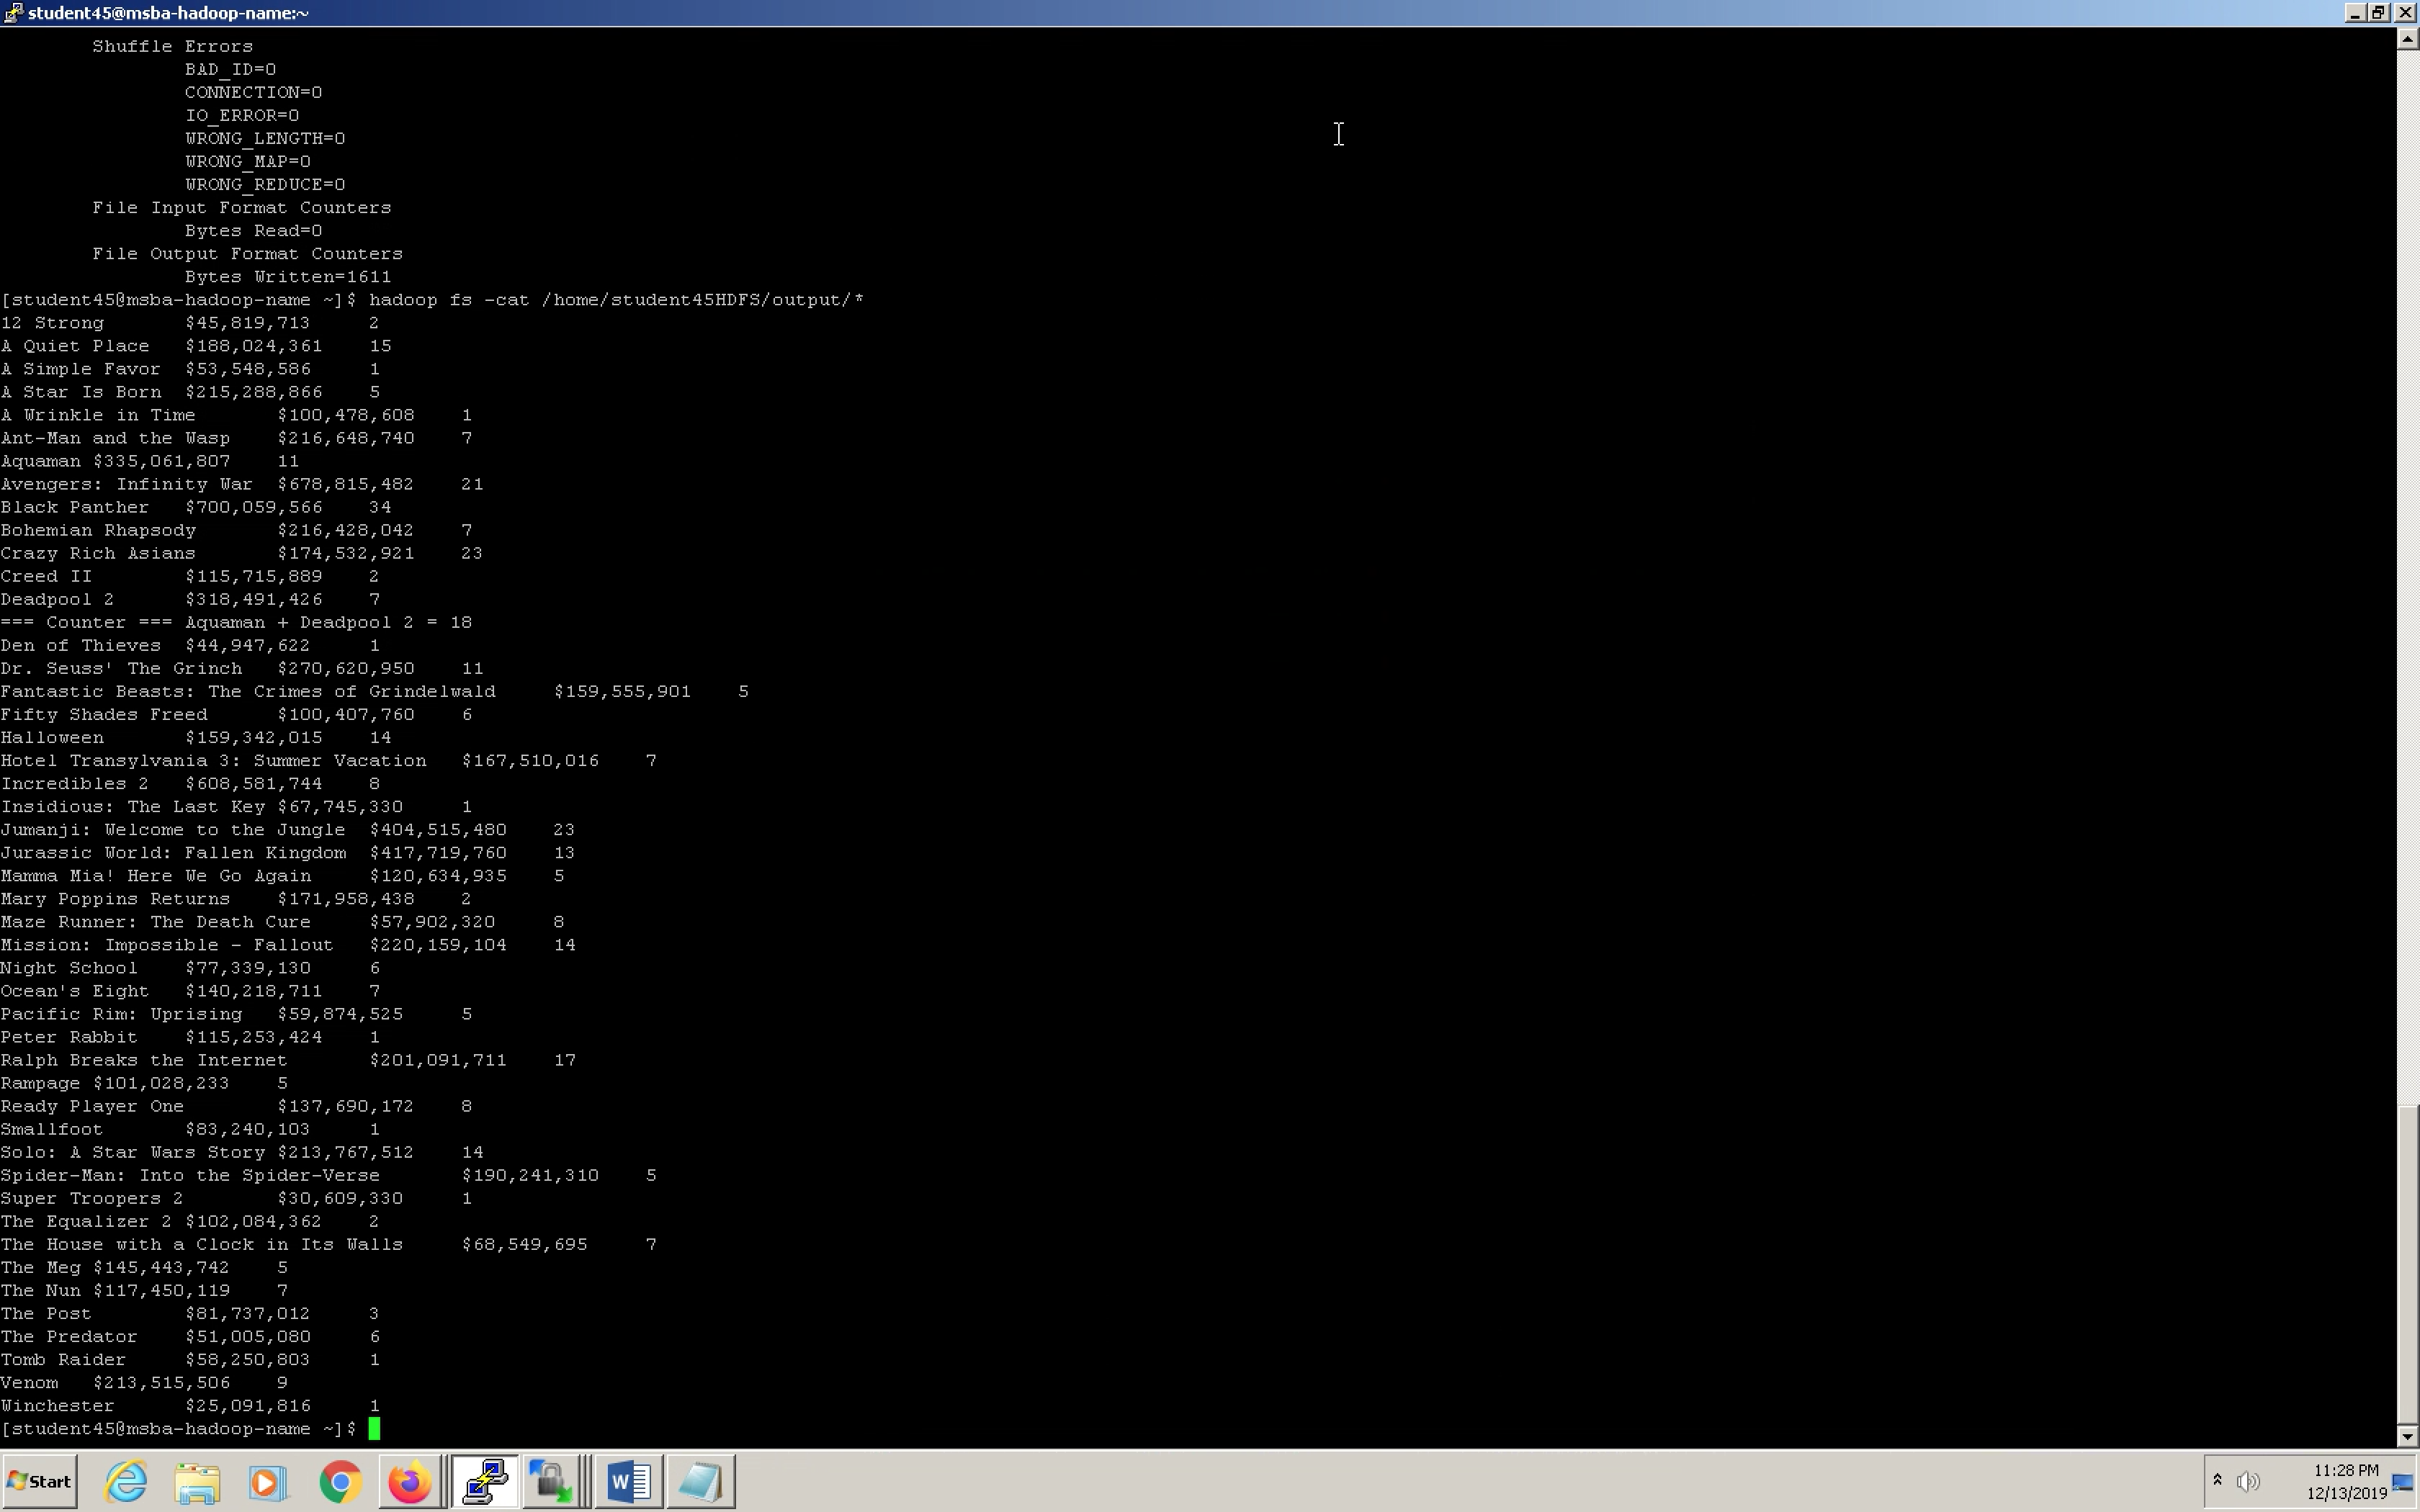 student45@msba-hadoop-name:~
Shuffle Errors
BAD_ID=0
CONNECTION=0
IO_ERROR=0
WRONG_LENGTH=0
WRONG_MAP=0
WRONG_REDUCE=0
File Input Format Counters
Bytes Read=0
File Output Format Counters
Bytes Written=1611
[student45@msba-hadoop-name ~]$ hadoop fs -cat /home/student45HDFS/output/*
12 Strong $45,819,713 2
A Quiet Place $188,024,361 15
A Simple Favor $53,548,586 1
A Star Is Born $215,288,866 5
A Wrinkle in Time $100,478,608 1
Ant-Man and the Wasp $216,648,740 7
Aquaman $335,061,807 11
Avengers: Infinity War $678,815,482 21
Black Panther $700,059,566 34
Bohemian Rhapsody $216,428,042 7
Crazy Rich Asians $174,532,921 23
Creed II $115,715,889 2
Deadpool 2 $318,491,426 7
=== Counter === Aquaman + Deadpool 2 = 18
Den of Thieves $44,947,622 1
Dr. Seuss' The Grinch $270,620,950 11
Fantastic Beasts: The Crimes of Grindelwald $159,555,901 5
Fifty Shades Freed $100,407,760 6
Halloween $159,342,015 14
Hotel Transylvania 3: Summer Vacation $167,510,016 7
Incredibles 2 $608,581,744 8
Insidious: The Last Key $67,745,330 1
Jumanji: Welcome to the Jungle $404,515,480 23
Jurassic World: Fallen Kingdom $417,719,760 13
Mamma Mia! Here We Go Again $120,634,935 5
Mary Poppins Returns $171,958,438 2
Maze Runner: The Death Cure $57,902,320 8
Mission: Impossible - Fallout $220,159,104 14
Night School $77,339,130 6
Ocean's Eight $140,218,711 7
Pacific Rim: Uprising $59,874,525 5
Peter Rabbit $115,253,424 1
Ralph Breaks the Internet $201,091,711 17
Rampage $101,028,233 5
Ready Player One $137,690,172 8
Smallfoot $83,240,103 1
Solo: A Star Wars Story $213,767,512 14
Spider-Man: Into the Spider-Verse $190,241,310 5
Super Troopers 2 $30,609,330 1
The Equalizer 2 $102,084,362 2
The House with a Clock in Its Walls $68,549,695 7
The Meg $145,443,742 5
The Nun $117,450,119 7
The Post $81,737,012 3
The Predator $51,005,080 6
Tomb Raider $58,250,803 1
Venom $213,515,506 9
Winchester $25,091,816 1
[student45@msba-hadoop-name ~]$
Start
W
11:28 PM
12/13/2019